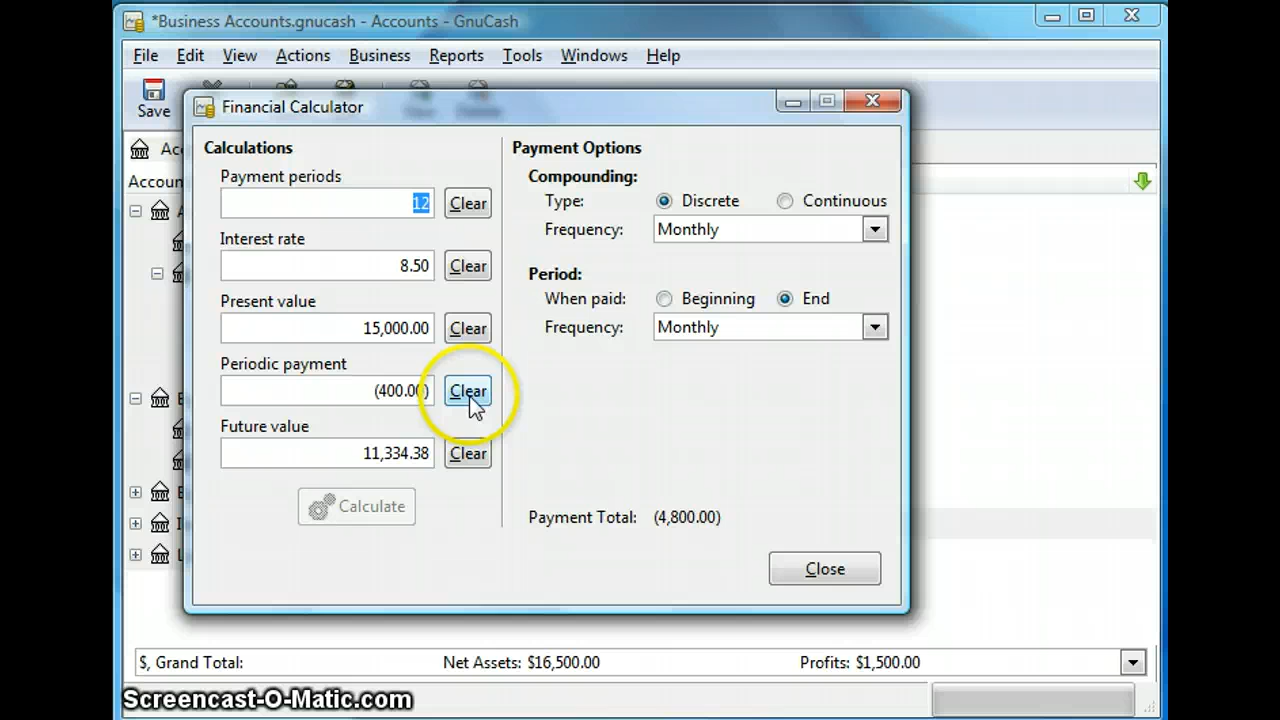 *Business Accounts.gnucash - Accounts - GnuCash
File Edit View Actions Business Reports Tools Windows Help
Save
Financial Calculator
Calculations
Payment periods
12 Clear
Interest rate
8.50 Clear
Present value
15,000.00 Clear
Periodic payment
(400.00) Clear
Future value
11,334.38 Clear
Calculate
Payment Options
Compounding:
Type: Discrete Continuous
Frequency: Monthly
Period:
When paid: Beginning End
Frequency: Monthly
Payment Total: (4,800.00)
Close
$, Grand Total: Net Assets: $16,500.00 Profits: $1,500.00
Screencast-O-Matic.com